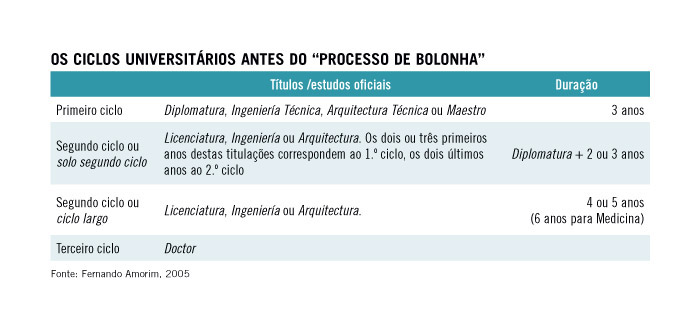 OS CICLOS UNIVERSITÁRIOS ANTES DO “PROCESSO DE BOLONHA”
Títulos /estudos oficiais Duração
Primeiro ciclo Diplomatura, Ingeniería Técnica, Arquitectura Técnica ou Maestro 3 anos
Segundo ciclo ou
solo segundo ciclo
Licenciatura, Ingeniería ou Arquitectura. Os dois ou três primeiros
anos destas titulações correspondem ao 1.º ciclo, os dois últimos
anos ao 2.º ciclo
Diplomatura + 2 ou 3 anos
Segundo ciclo ou
ciclo largo
Licenciatura, Ingeniería ou Arquitectura.
4 ou 5 anos
(6 anos para Medicina)
Terceiro ciclo Doctor
Fonte: Fernando Amorim, 2005